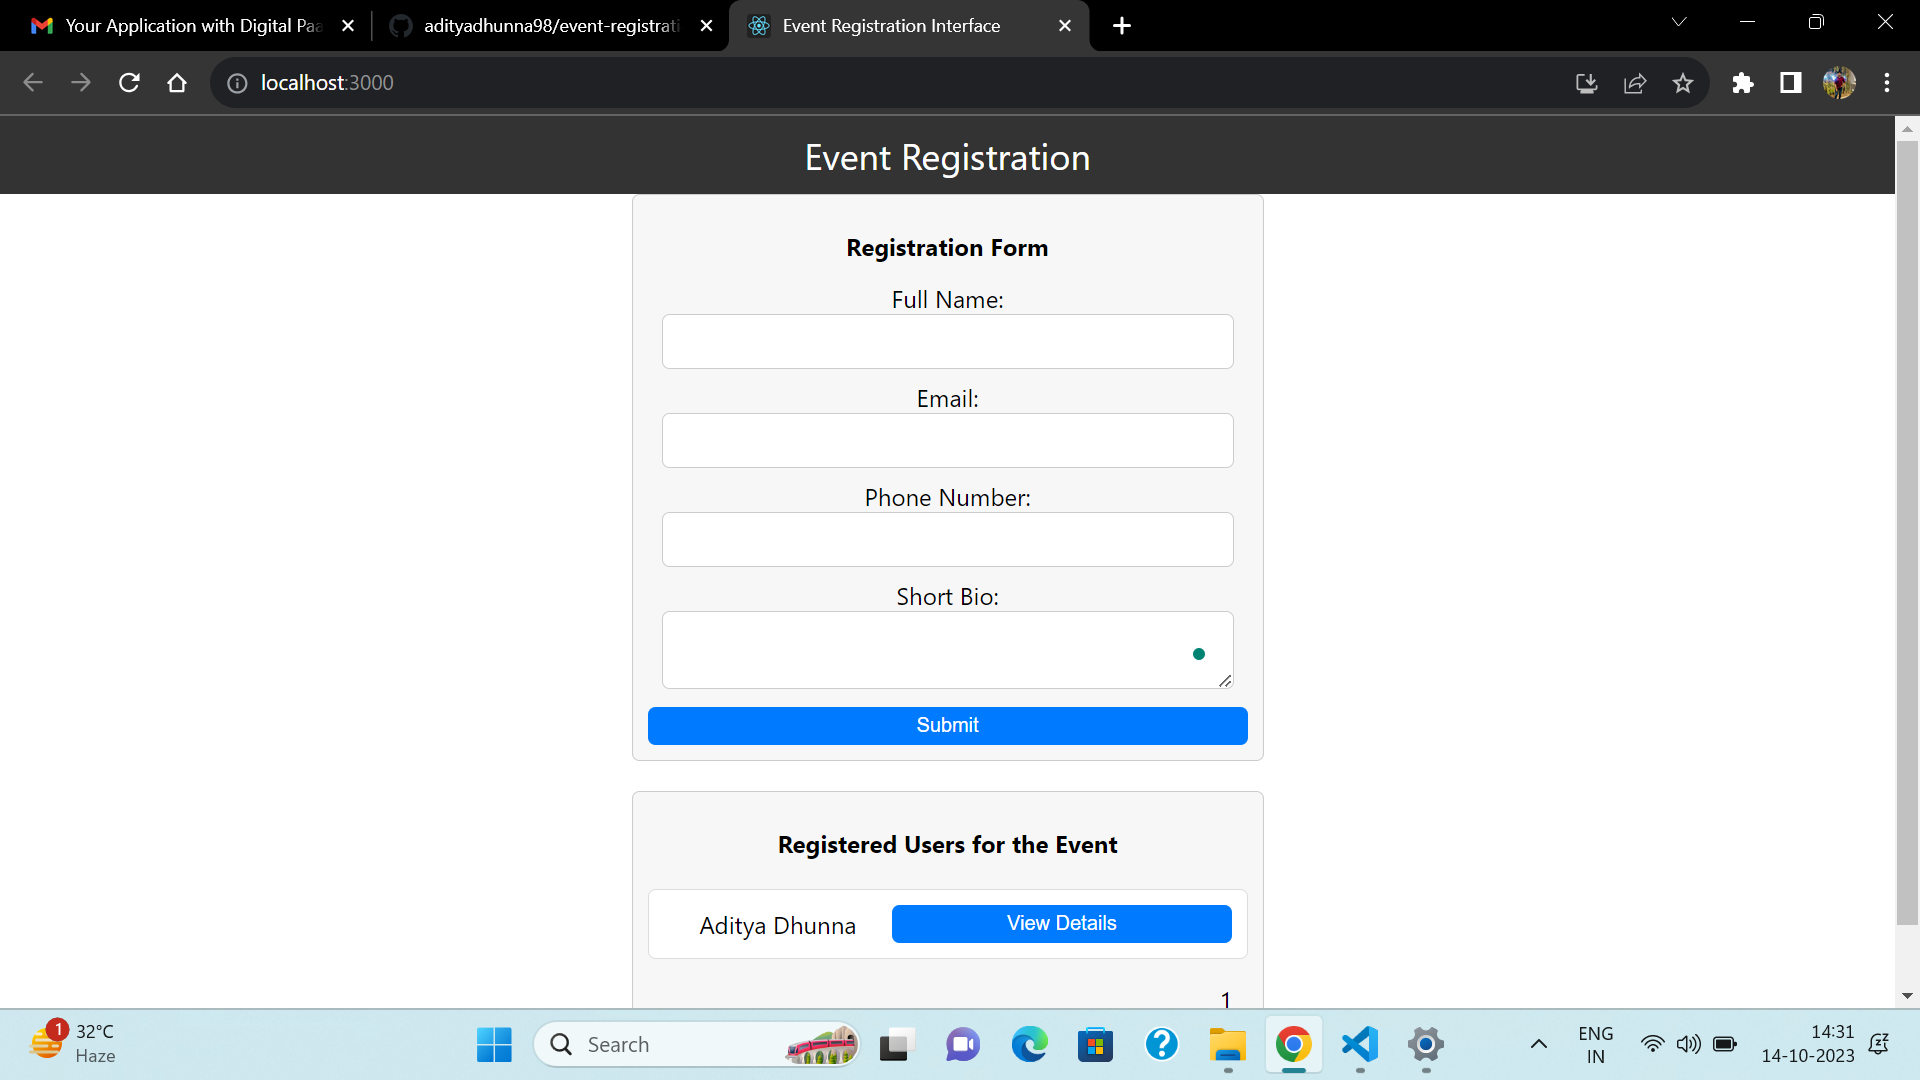 Your Application with Digital Paa
adityadhunna98/event-registrati
Event Registration Interface
localhost:3000
Event Registration
Registration Form
Full Name:
Email:
Phone Number:
Short Bio:
Submit
Registered Users for the Event
Aditya Dhunna
View Details
1
1
32°C
Haze
Search
ENG
IN
14:31
14-10-2023